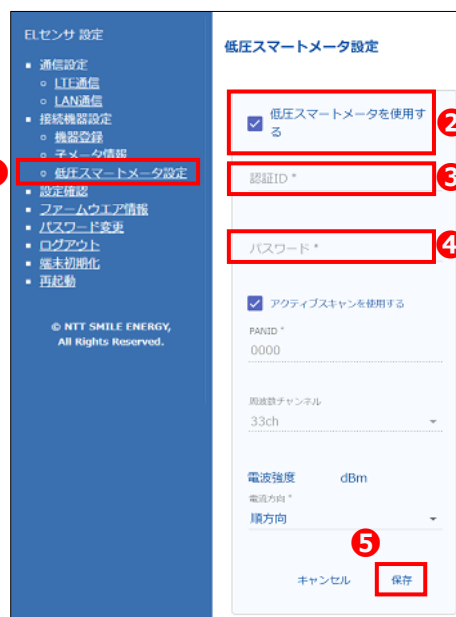 ELセンサ 設定
通信設定
LTE通信
LAN通信
接続機器設定
機器登録
子メータ情報
低圧スマートメータ設定
設定確認
ファームウエア情報
パスワード変更
ログアウト
端末初期化
再起動
© NTT SMILE ENERGY,
All Rights Reserved.
低圧スマートメータ設定
低圧スマートメータを使用す
る
2
認証ID *
3
パスワード *
4
アクティブスキャンを使用する
PANID *
0000
周波数チャンネル
33ch
電波強度 dBm
電流方向 *
順方向
5
キャンセル 保存